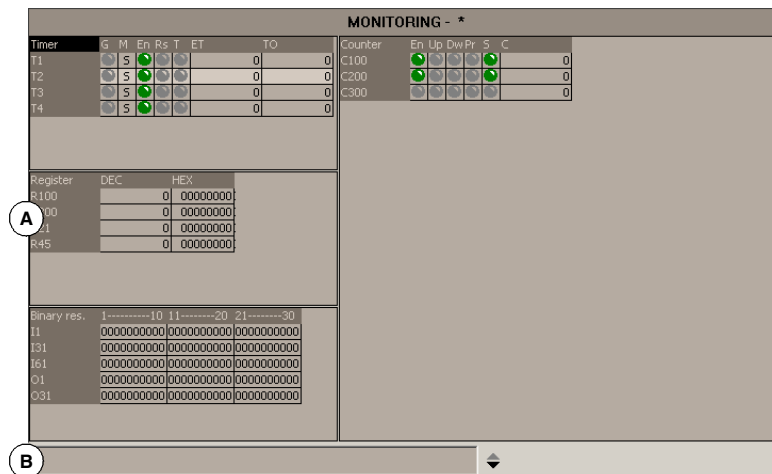 MONITORING - *
Timer G M En Rs T ET TO
T1 S 0 0
T2 S 0 0
T3 S 0 0
T4 S 0 0
Counter En Up Dw Pr S C
C100 0
C200 0
C300 0
Register DEC HEX
R100 0 00000000
00 0 00000000
21 0 00000000
R45 0 00000000
A
Binary res. 1----------10 11--------20 21--------30
I1 0000000000 0000000000 0000000000
I31 0000000000 0000000000 0000000000
I61 0000000000 0000000000 0000000000
O1 0000000000 0000000000 0000000000
O31 0000000000 0000000000 0000000000
B